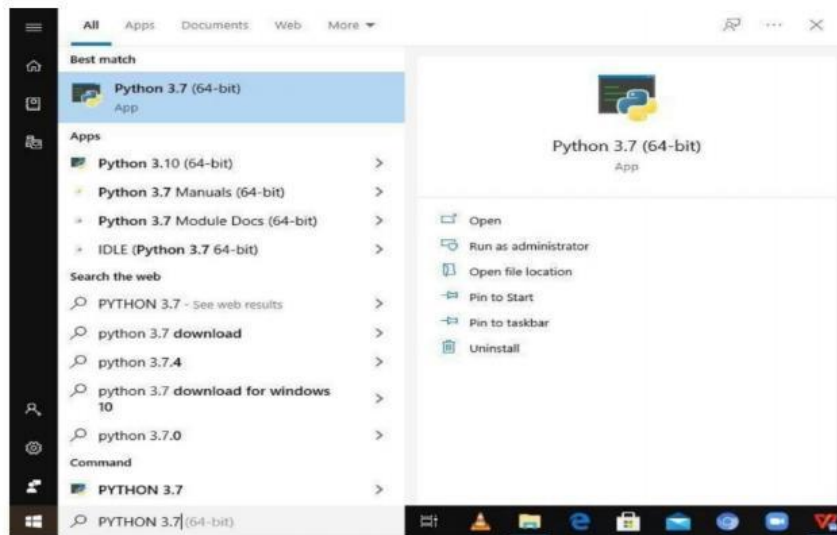 All Apps Documents Web More
Best match
Python 3.7 (64-bit)
App
Apps
Python 3.10 (64-bit)
Python 3.7 Manuals (64-bit)
Python 3.7 Module Docs (64-bit)
IDLE (Python 3.7 64-bit)
Search the web
PYTHON 3.7 - See web results
python 3.7 download
python 3.7.4
python 3.7 download for windows
10
python 3.7.0
Command
PYTHON 3.7
PYTHON 3.7 (64-bit)
Python 3.7 (64-bit)
App
Open
Run as administrator
Open file location
Pin to Start
Pin to taskbar
Uninstall